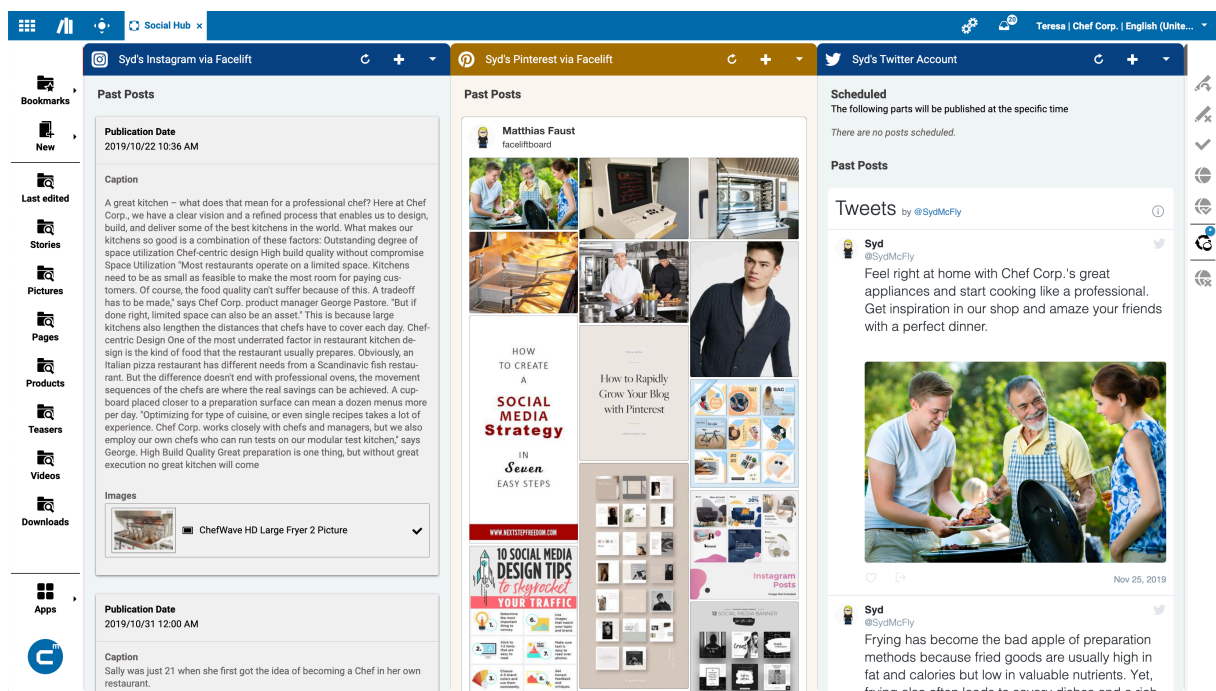 Social Hub ×
20
Teresa | Chef Corp. | English (Unite...
Bookmarks
New
Last edited
Stories
Pictures
Pages
Products
Teasers
Videos
Downloads
Apps
Syd's Instagram via Facelift
Past Posts
Publication Date
2019/10/22 10:36 AM
Caption
A great kitchen – what does that mean for a professional chef? Here at Chef
Corp., we have a clear vision and a refined process that enables us to design,
build, and deliver some of the best kitchens in the world. What makes our
kitchens so good is a combination of these factors: Outstanding degree of
space utilization Chef-centric design High build quality without compromise
Space Utilization "Most restaurants operate on a limited space. Kitchens
need to be as small as feasible to make the most room for paying cus-
tomers. Of course, the food quality can't suffer because of this. A tradeoff
has to be made," says Chef Corp. product manager George Pastore. "But if
done right, limited space can also be an asset." This is because large
kitchens also lengthen the distances that chefs have to cover each day. Chef-
centric Design One of the most underrated factor in restaurant kitchen de-
sign is the kind of food that the restaurant usually prepares. Obviously, an
Italian pizza restaurant has different needs from a Scandinavic fish restau-
rant. But the difference doesn't end with professional ovens, the movement
sequences of the chefs are where the real savings can be achieved. A cup-
board placed closer to a preparation surface can mean a dozen menus more
per day. "Optimizing for type of cuisine, or even single recipes takes a lot of
experience. Chef Corp. works closely with chefs and managers, but we also
employ our own chefs who can run tests on our modular test kitchen," says
George. High Build Quality Great preparation is one thing, but without great
execution no great kitchen will come
Images
ChefWave HD Large Fryer 2 Picture
Publication Date
2019/10/31 12:00 AM
Caption
Sally was just 21 when she first got the idea of becoming a Chef in her own
restaurant.
Syd's Pinterest via Facelift
Past Posts
Matthias Faust
faceliftboard
HOW
TO CREATE
A
SOCIAL
MEDIA
Strategy
IN
Seven
EASY STEPS
WWW.NEXTSTEPFREEDOM.COM
10 SOCIAL MEDIA
DESIGN TIPS
to skyrocket
YOUR TRAFFIC
How to Rapidly
Grow Your Blog
with Pinterest
Instagram
Posts
12 SOCIAL MEDIA BANNER
Syd's Twitter Account
Scheduled
The following parts will be published at the specific time
There are no posts scheduled.
Past Posts
Tweets by @SydMcFly
Syd
@SydMcFly
Feel right at home with Chef Corp.'s great
appliances and start cooking like a professional.
Get inspiration in our shop and amaze your friends
with a perfect dinner.
Nov 25, 2019
Syd
@SydMcFly
Frying has become the bad apple of preparation
methods because fried goods are usually high in
fat and calories but low in valuable nutrients. Yet,
frying also often leads to savory dishes and a rich